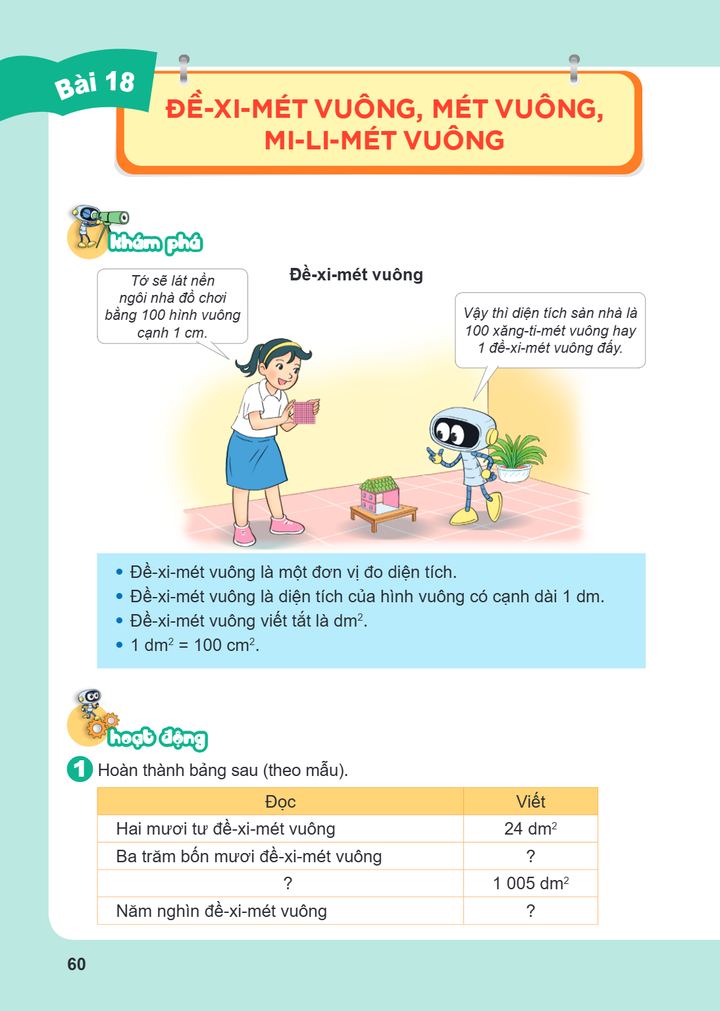 Bài 18
ĐỀ-XI-MÉT VUÔNG, MÉT VUÔNG,
MI-LI-MÉT VUÔNG
khám phá
Đề-xi-mét vuông
Tớ sẽ lát nền
ngôi nhà đồ chơi
bằng 100 hình vuông
cạnh 1 cm.
Vậy thì diện tích sàn nhà là
100 xăng-ti-mét vuông hay
1 đề-xi-mét vuông đấy.
• Đề-xi-mét vuông là một đơn vị đo diện tích.
• Đề-xi-mét vuông là diện tích của hình vuông có cạnh dài 1 dm.
• Đề-xi-mét vuông viết tắt là dm².
• 1 dm² = 100 cm².
hoạt động
1 Hoàn thành bảng sau (theo mẫu).
Đọc Viết
Hai mươi tư đề-xi-mét vuông 24 dm²
Ba trăm bốn mươi đề-xi-mét vuông ?
? 1 005 dm²
Năm nghìn đề-xi-mét vuông ?
60